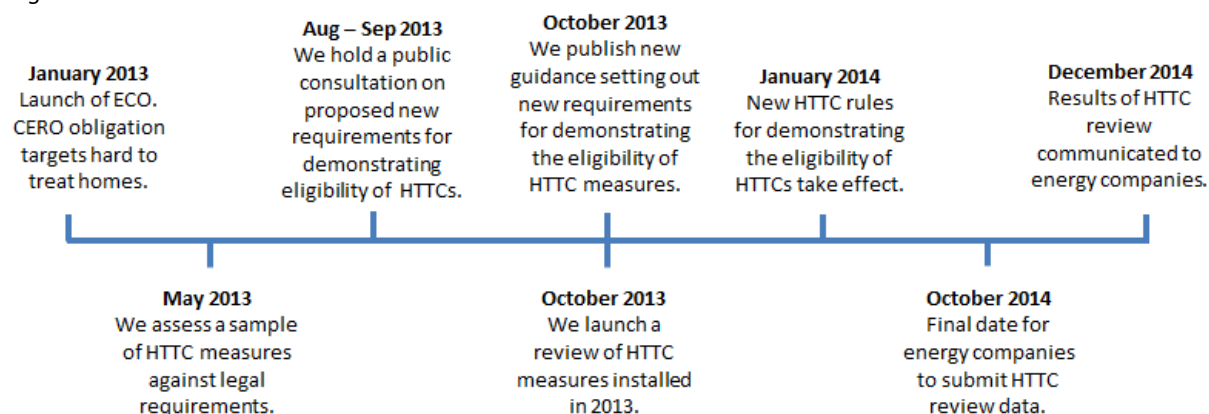 January 2013
Launch of ECO.
CERO obligation
targets hard to
treat homes.
Aug – Sep 2013
We hold a public
consultation on
proposed new
requirements for
demonstrating
eligibility of HTTCs.
October 2013
We publish new
guidance setting out
new requirements
for demonstrating
the eligibility of
HTTC measures.
January 2014
New HTTC rules
for demonstrating
the eligibility of
HTTCs take effect.
December 2014
Results of HTTC
review
communicated to
energy companies.
May 2013
We assess a sample
of HTTC measures
against legal
requirements.
October 2013
We launch a
review of HTTC
measures installed
in 2013.
October 2014
Final date for
energy companies
to submit HTTC
review data.